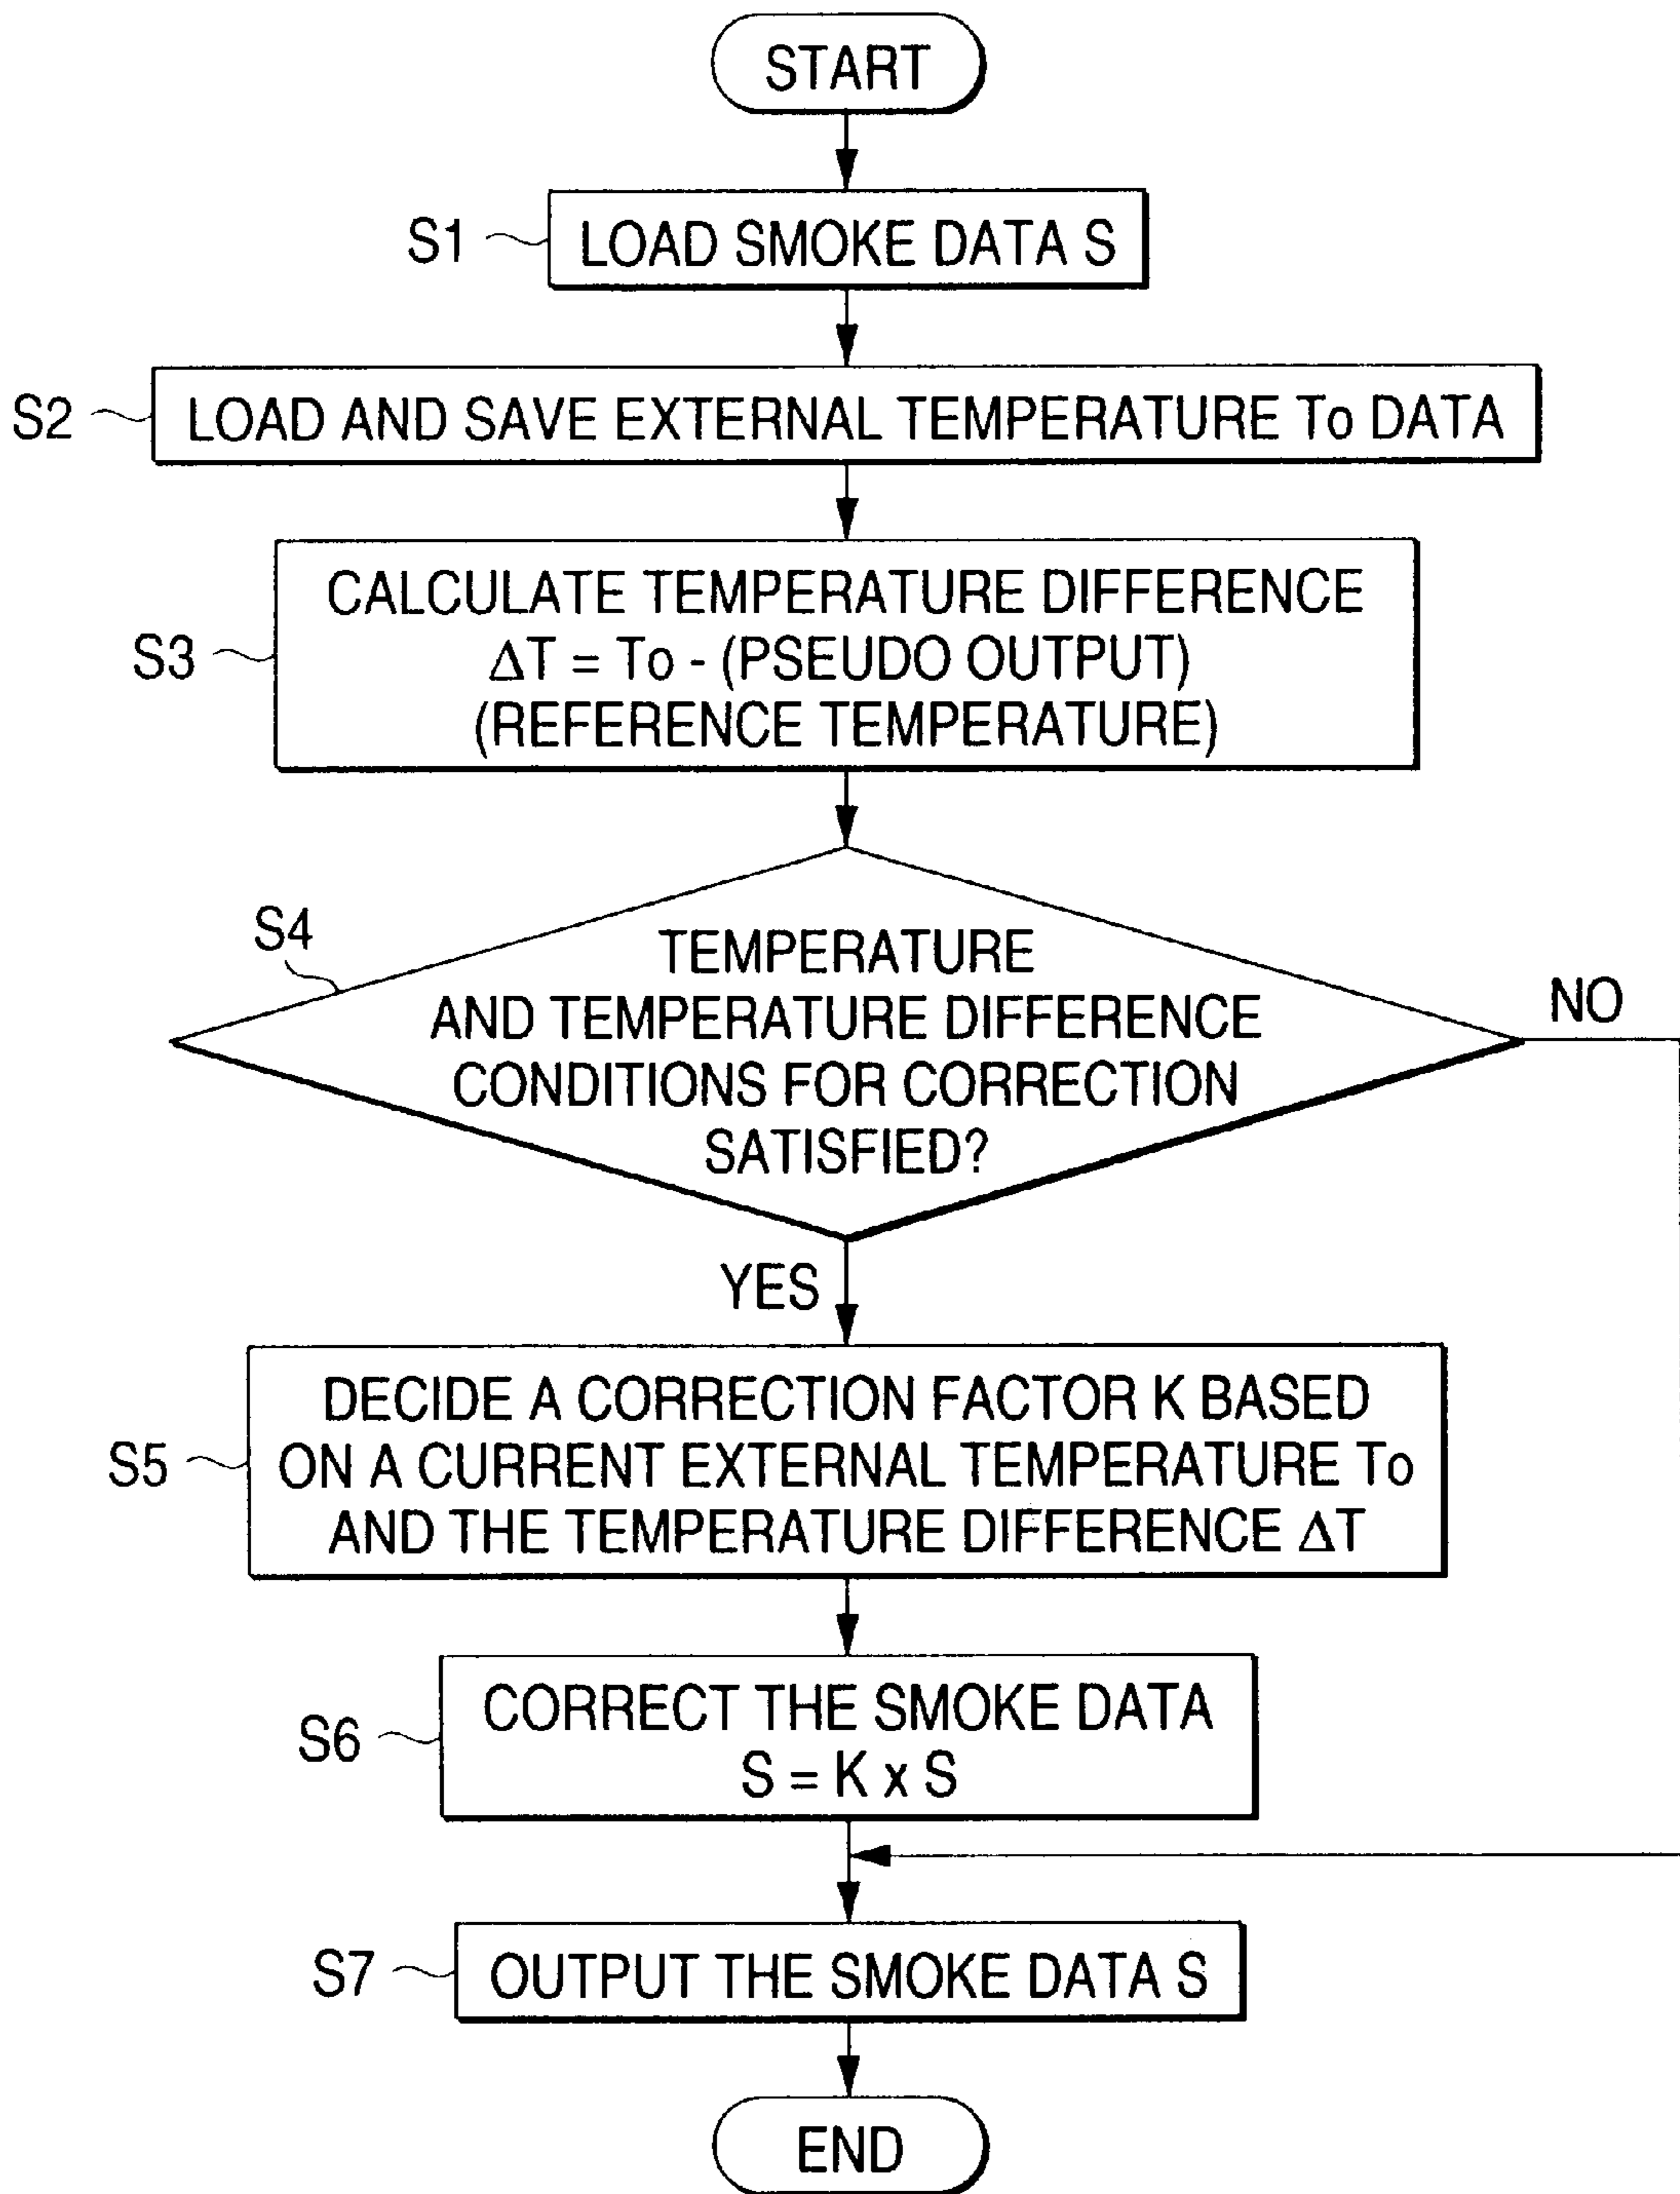 START
S1
LOAD SMOKE DATA S
S2
LOAD AND SAVE EXTERNAL TEMPERATURE To DATA
S3
CALCULATE TEMPERATURE DIFFERENCE
ΔT = To - (PSEUDO OUTPUT)
(REFERENCE TEMPERATURE)
S4
TEMPERATURE
AND TEMPERATURE DIFFERENCE
CONDITIONS FOR CORRECTION
SATISFIED?
NO
YES
S5
DECIDE A CORRECTION FACTOR K BASED
ON A CURRENT EXTERNAL TEMPERATURE To
AND THE TEMPERATURE DIFFERENCE ΔT
S6
CORRECT THE SMOKE DATA
S = K x S
S7
OUTPUT THE SMOKE DATA S
END